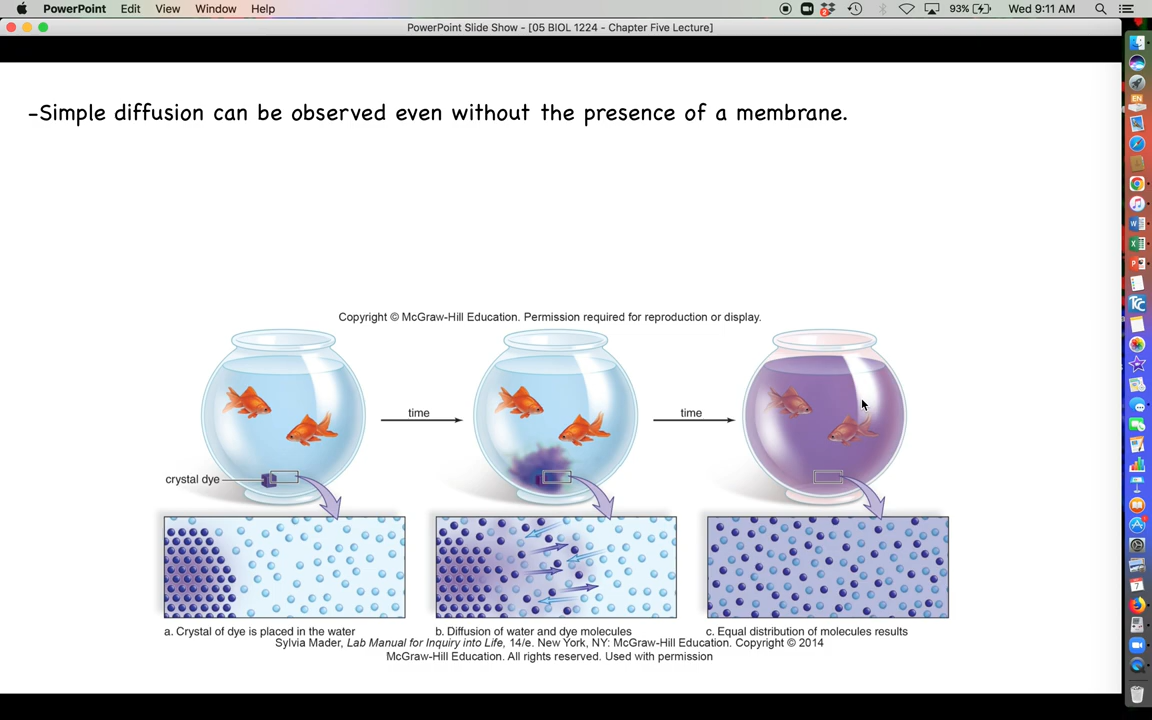 PowerPoint Edit View Window Help 93% Wed 9:11 AM
PowerPoint Slide Show - [05 BIOL 1224 - Chapter Five Lecture]
-Simple diffusion can be observed even without the presence of a membrane.
Copyright © McGraw-Hill Education. Permission required for reproduction or display.
time
time
crystal dye
a. Crystal of dye is placed in the water
b. Diffusion of water and dye molecules
c. Equal distribution of molecules results
Sylvia Mader, Lab Manual for Inquiry into Life, 14/e. New York, NY: McGraw-Hill Education. Copyright © 2014
McGraw-Hill Education. All rights reserved. Used with permission
EN
TCC